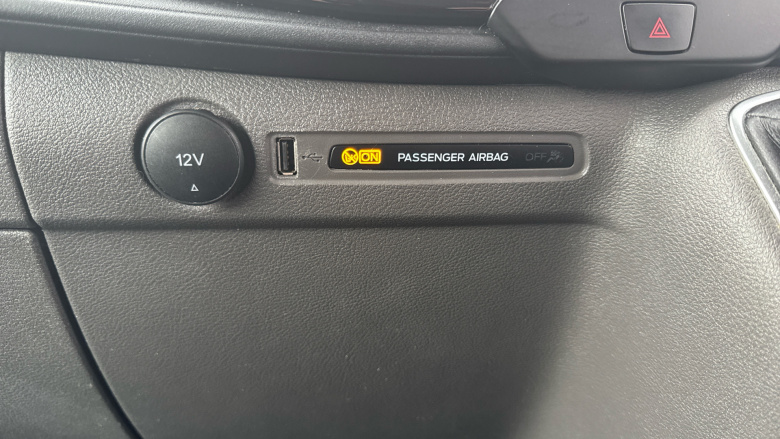 12V
ON PASSENGER AIRBAG OFF